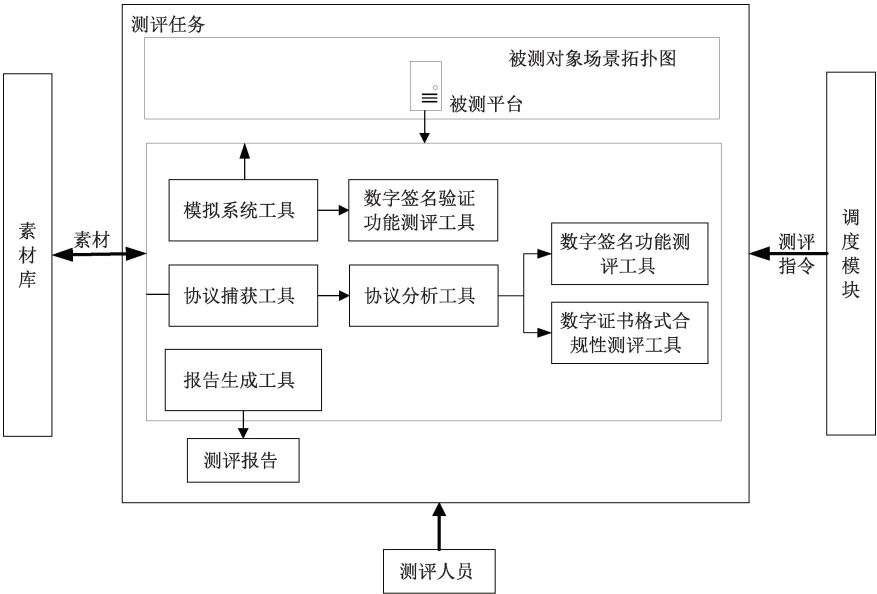 测评任务
被测对象场景拓扑图
被测平台
模拟系统工具
数字签名验证
功能测评工具
素材库
素材
数字签名功能测
评工具
测评
指令
调度模块
协议捕获工具
协议分析工具
数字证书格式合
规性测评工具
报告生成工具
测评报告
测评人员